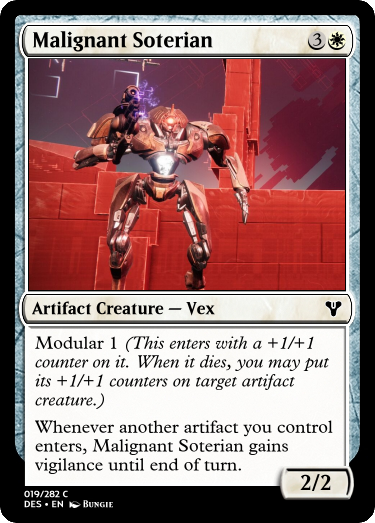 Malignant Soterian 3
Artifact Creature — Vex
Modular 1 (This enters with a +1/+1
counter on it. When it dies, you may put
its +1/+1 counters on target artifact
creature.)
Whenever another artifact you control
enters, Malignant Soterian gains
vigilance until end of turn.
2/2
019/282 C
DES • EN Bungie